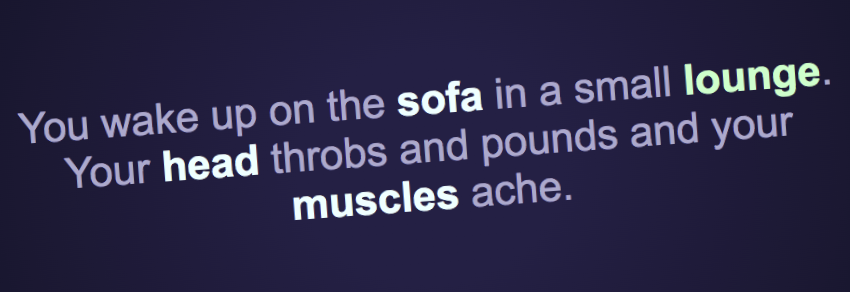 You wake up on the sofa in a small lounge.
Your head throbs and pounds and your
muscles ache.